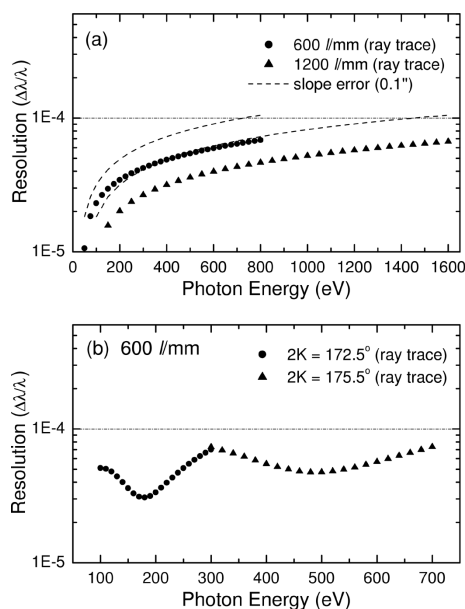 (a)
600 l/mm (ray trace)
1200 l/mm (ray trace)
slope error (0.1")
Resolution (Δλ/λ)
1E-4
1E-5
0 200 400 600 800 1000 1200 1400 1600
Photon Energy (eV)
(b) 600 l/mm
2K = 172.5° (ray trace)
2K = 175.5° (ray trace)
Resolution (Δλ/λ)
1E-4
1E-5
100 200 300 400 500 600 700
Photon Energy (eV)